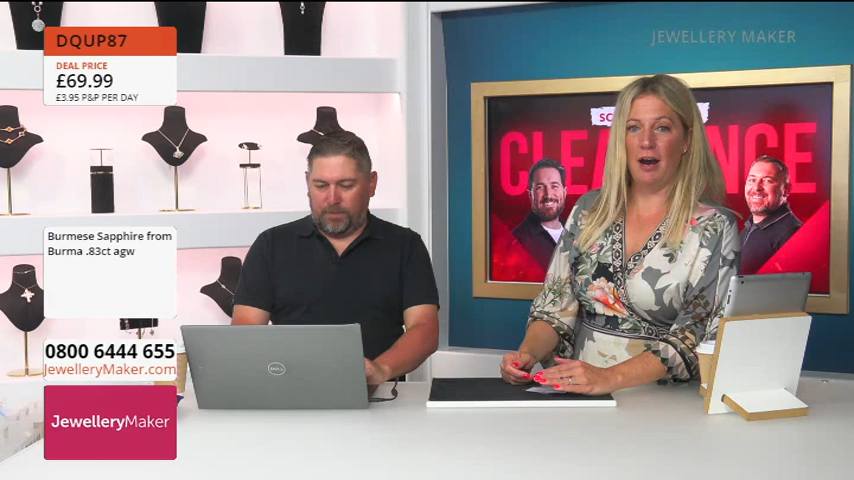 DQUP87
DEAL PRICE
£69.99
£3.95 P&P PER DAY
Burmese Sapphire from
Burma .83ct agw
0800 6444 655
JewelleryMaker.com
JewelleryMaker
JEWELLERY MAKER
DELL